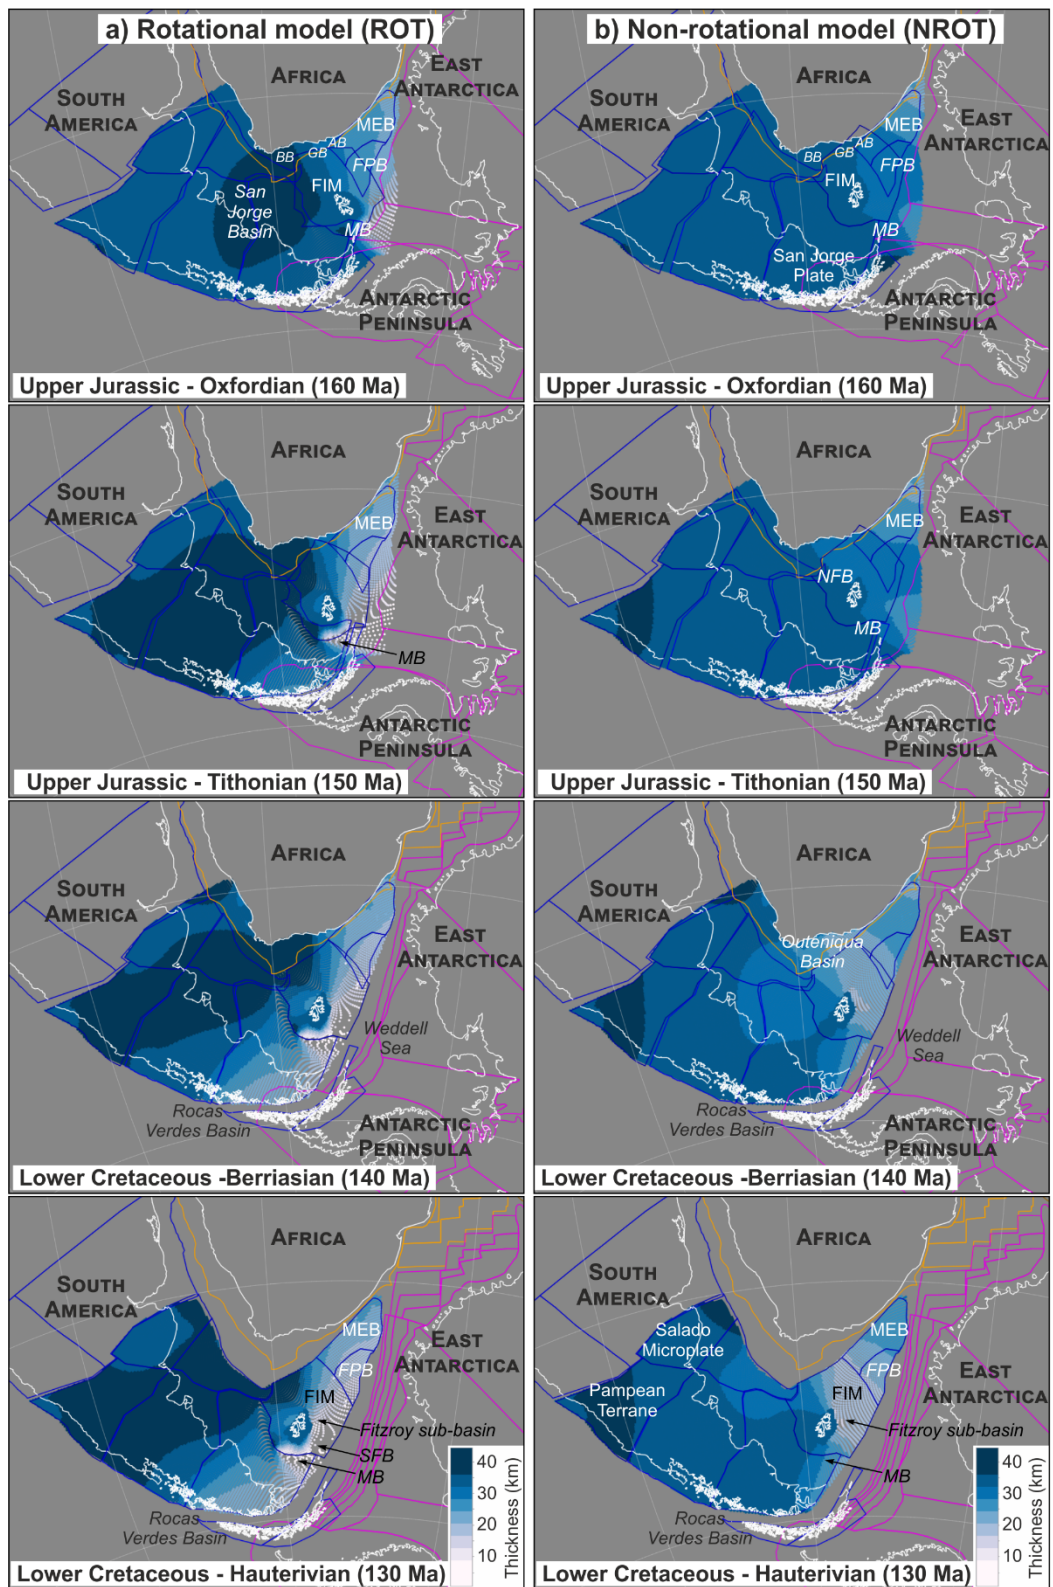 a) Rotational model (ROT)
AFRICA
EAST
ANTARCTICA
SOUTH
AMERICA
MEB
AB
GB
BB
FPB
FIM
San
Jorge
Basin
MB
ANTARCTIC
PENINSULA
Upper Jurassic - Oxfordian (160 Ma)
b) Non-rotational model (NROT)
AFRICA
SOUTH
AMERICA
EAST
ANTARCTICA
MEB
AB
GB
BB
FPB
FIM
MB
San Jorge
Plate
ANTARCTIC
PENINSULA
Upper Jurassic - Oxfordian (160 Ma)
AFRICA
SOUTH
AMERICA
EAST
ANTARCTICA
MEB
MB
ANTARCTIC
PENINSULA
Upper Jurassic - Tithonian (150 Ma)
AFRICA
SOUTH
AMERICA
EAST
ANTARCTICA
MEB
NFB
MB
ANTARCTIC
PENINSULA
Upper Jurassic - Tithonian (150 Ma)
AFRICA
SOUTH
AMERICA
EAST
ANTARCTICA
Weddell
Sea
Rocas
Verdes Basin
ANTARCTIC
PENINSULA
Lower Cretaceous -Berriasian (140 Ma)
AFRICA
SOUTH
AMERICA
Outeniqua
Basin
EAST
ANTARCTICA
Weddell
Sea
Rocas
Verdes Basin
ANTARCTIC
PENINSULA
Lower Cretaceous -Berriasian (140 Ma)
AFRICA
SOUTH
AMERICA
MEB
EAST
ANTARCTICA
FPB
FIM
Fitzroy sub-basin
SFB
MB
Rocas
Verdes Basin
40
30
20
10
Thickness (km)
Lower Cretaceous - Hauterivian (130 Ma)
AFRICA
SOUTH
AMERICA
Salado
Microplate
MEB
EAST
ANTARCTICA
FPB
FIM
Pampean
Terrane
Fitzroy sub-basin
MB
Rocas
Verdes Basin
40
30
20
10
Thickness (km)
Lower Cretaceous - Hauterivian (130 Ma)